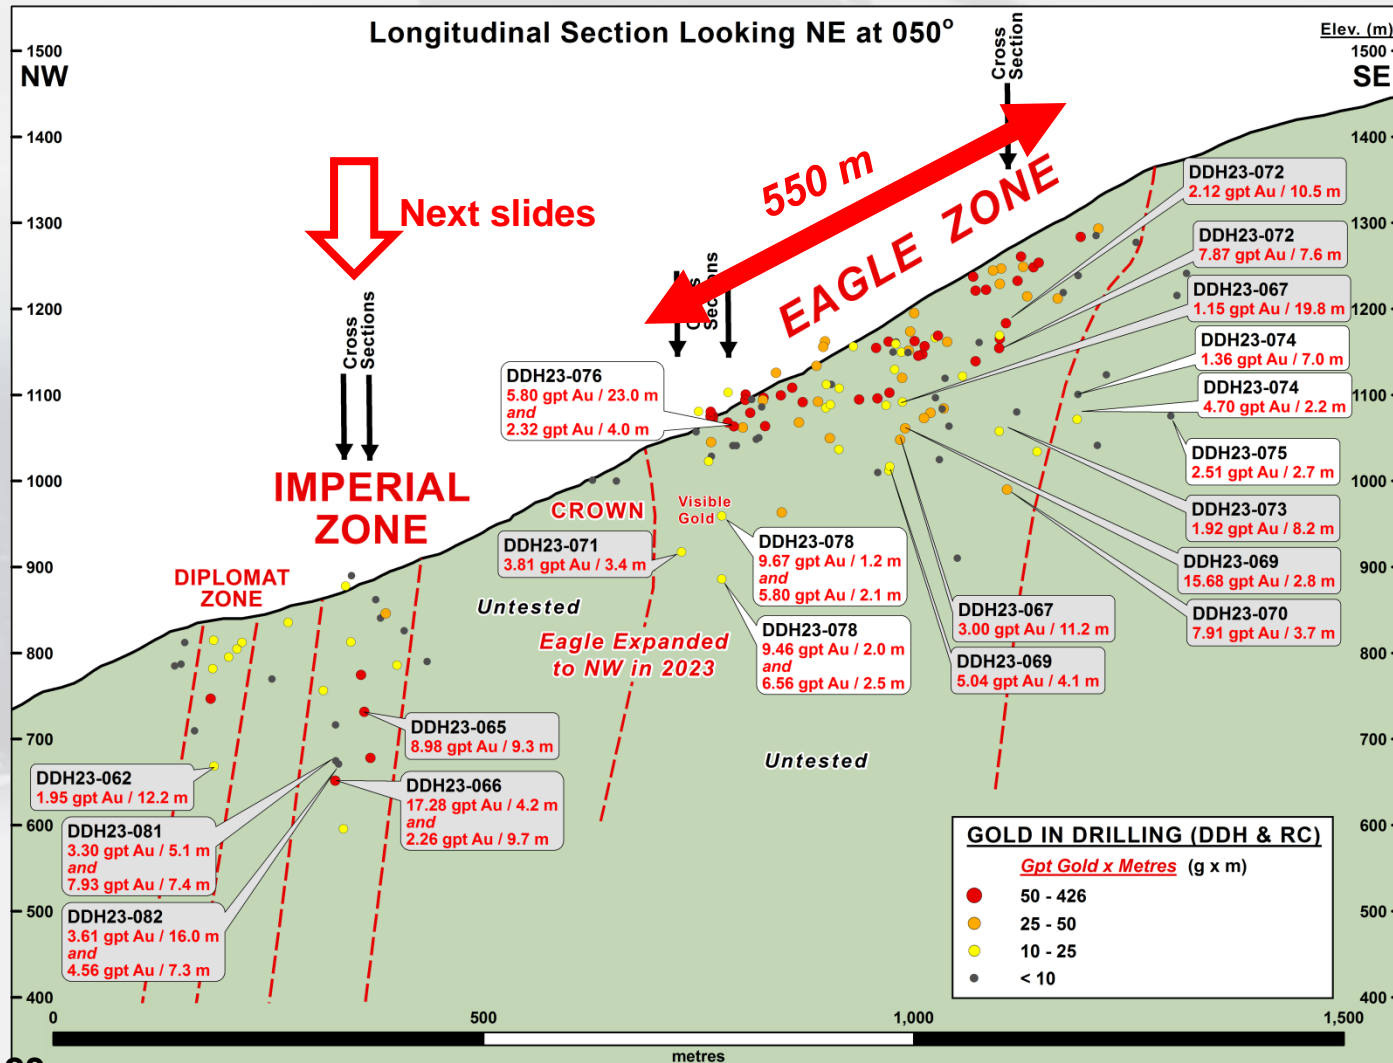 Longitudinal Section Looking NE at 050°
Elev. (m)
NW
SE
1500
1400
1300
1200
1100
1000
900
800
700
600
500
400
1500
1400
1300
1200
1100
1000
900
800
700
600
500
400
Cross
Section
550 m
EAGLE ZONE
Next slides
Cross
Sections
Cross
Sections
IMPERIAL
ZONE
DIPLOMAT
ZONE
CROWN
Visible
Gold
Untested
Eagle Expanded
to NW in 2023
Untested
DDH23-072
2.12 gpt Au / 10.5 m
DDH23-072
7.87 gpt Au / 7.6 m
DDH23-067
1.15 gpt Au / 19.8 m
DDH23-074
1.36 gpt Au / 7.0 m
DDH23-074
4.70 gpt Au / 2.2 m
DDH23-075
2.51 gpt Au / 2.7 m
DDH23-073
1.92 gpt Au / 8.2 m
DDH23-069
15.68 gpt Au / 2.8 m
DDH23-070
7.91 gpt Au / 3.7 m
DDH23-076
5.80 gpt Au / 23.0 m
and
2.32 gpt Au / 4.0 m
DDH23-071
3.81 gpt Au / 3.4 m
DDH23-078
9.67 gpt Au / 1.2 m
and
5.80 gpt Au / 2.1 m
DDH23-078
9.46 gpt Au / 2.0 m
and
6.56 gpt Au / 2.5 m
DDH23-067
3.00 gpt Au / 11.2 m
DDH23-069
5.04 gpt Au / 4.1 m
DDH23-065
8.98 gpt Au / 9.3 m
DDH23-066
17.28 gpt Au / 4.2 m
and
2.26 gpt Au / 9.7 m
DDH23-062
1.95 gpt Au / 12.2 m
DDH23-081
3.30 gpt Au / 5.1 m
and
7.93 gpt Au / 7.4 m
DDH23-082
3.61 gpt Au / 16.0 m
and
4.56 gpt Au / 7.3 m
GOLD IN DRILLING (DDH & RC)
Gpt Gold x Metres (g x m)
50 - 426
25 - 50
10 - 25
< 10
0
500
1,000
1,500
metres